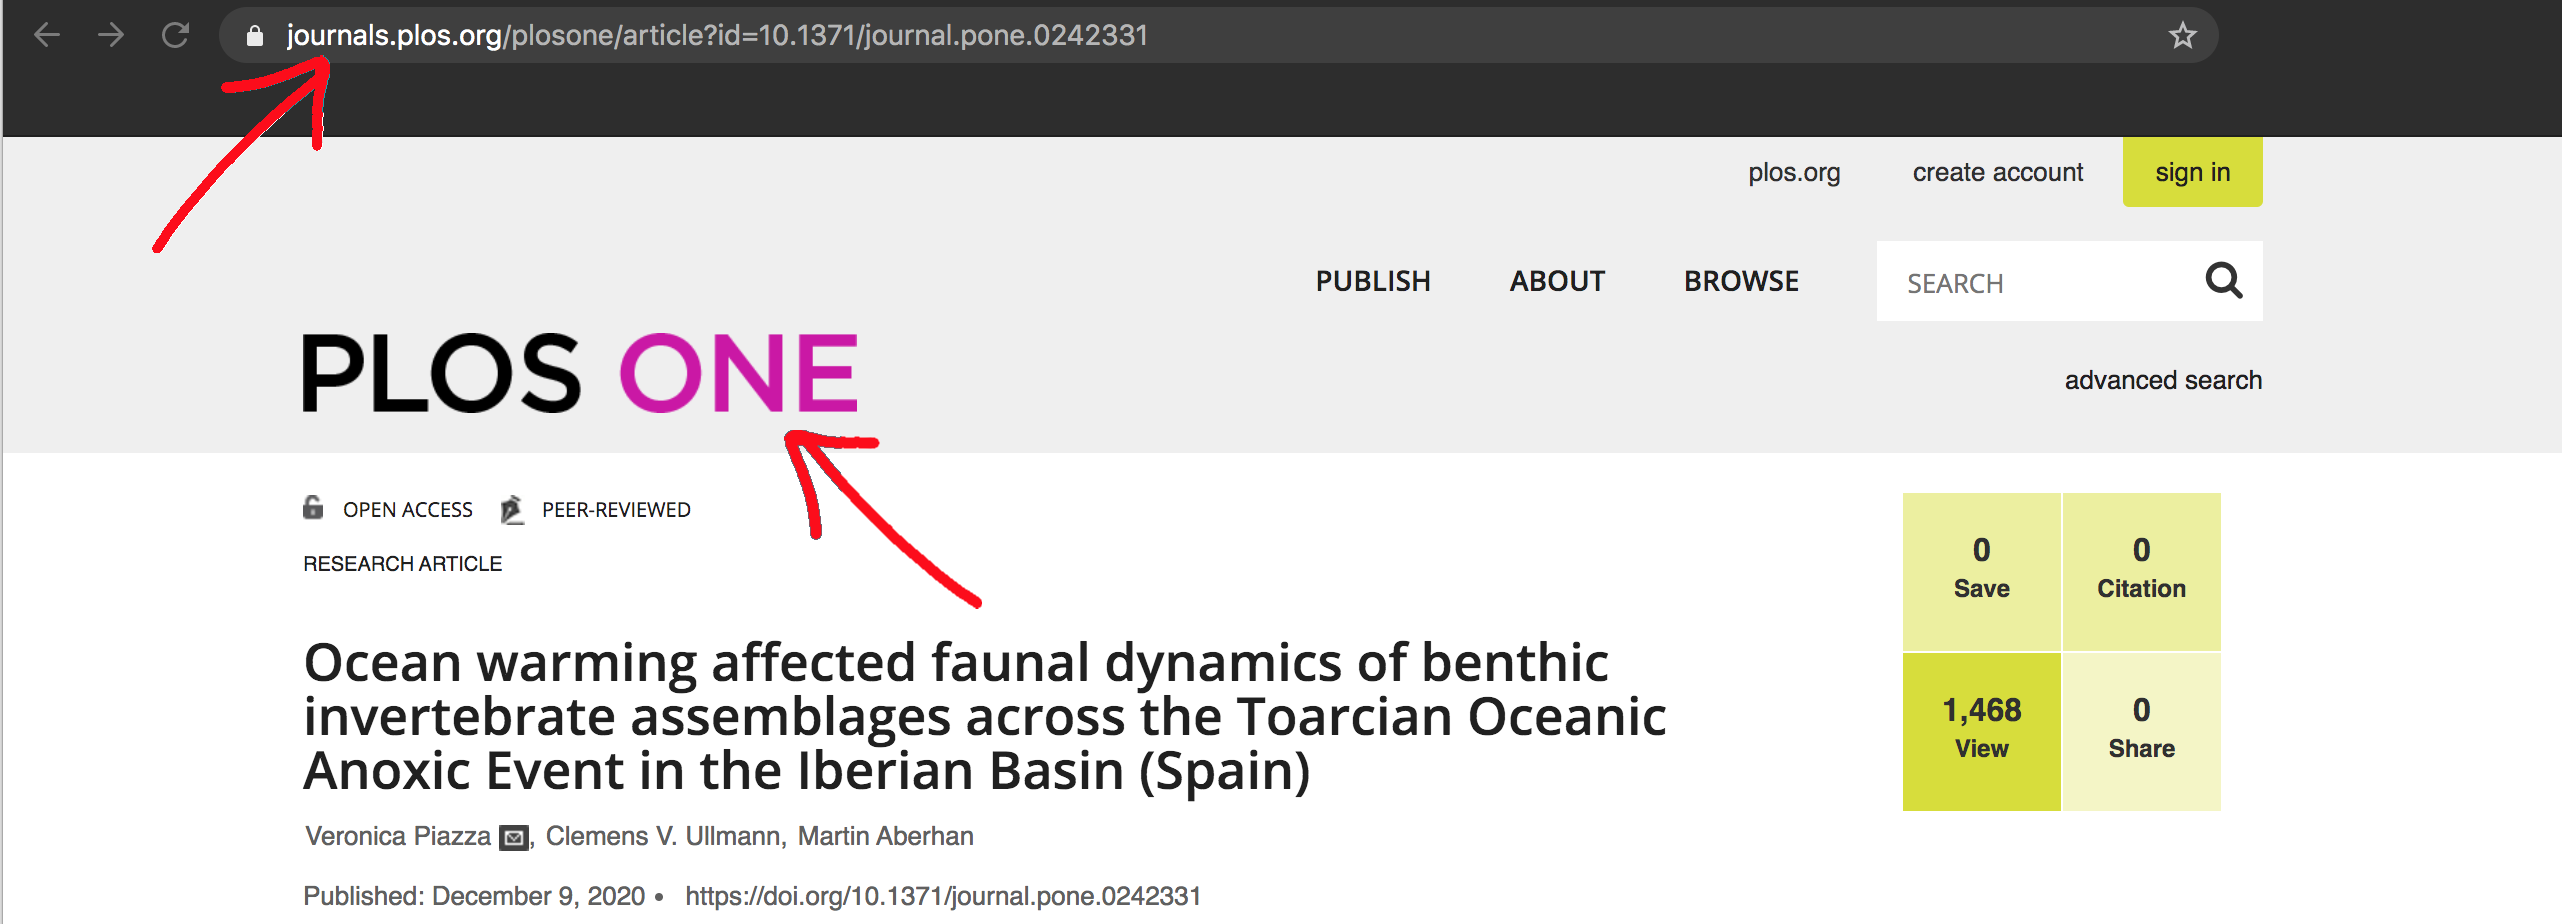 journals.plos.org/plosone/article?id=10.1371/journal.pone.0242331
plos.org create account sign in
PUBLISH ABOUT BROWSE SEARCH
PLOS ONE
advanced search
OPEN ACCESS PEER-REVIEWED
RESEARCH ARTICLE
0 Save
0 Citation
1,468 View
0 Share
Ocean warming affected faunal dynamics of benthic
invertebrate assemblages across the Toarcian Oceanic
Anoxic Event in the Iberian Basin (Spain)
Veronica Piazza , Clemens V. Ullmann, Martin Aberhan
Published: December 9, 2020 • https://doi.org/10.1371/journal.pone.0242331